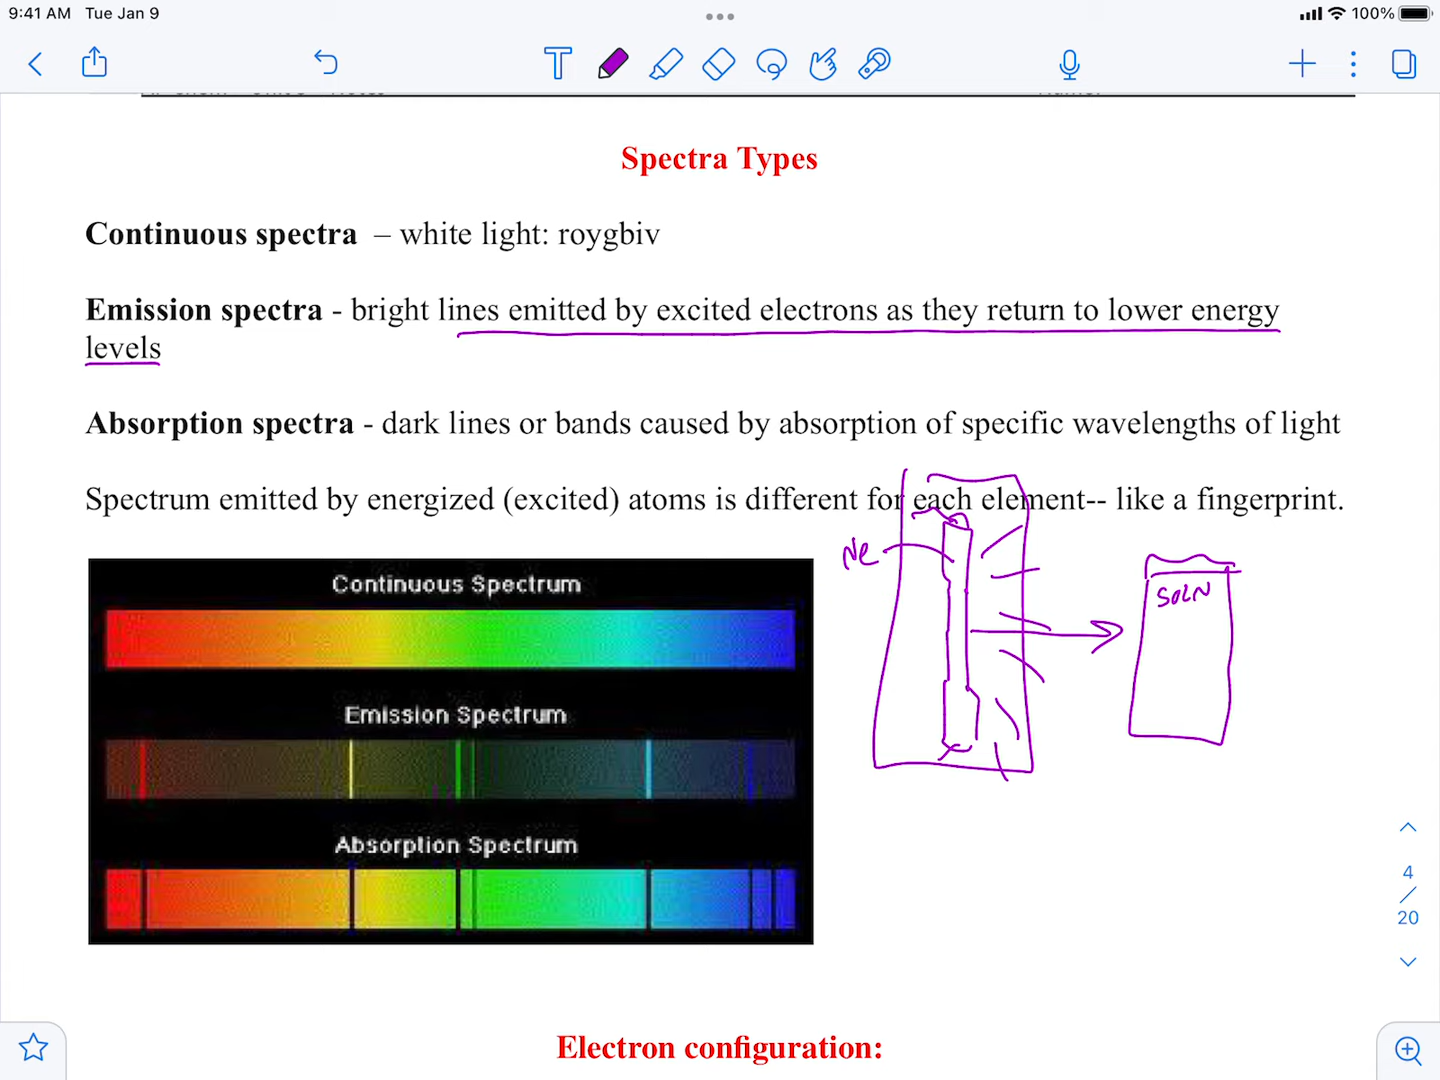 9:41 AM Tue Jan 9
100%
Spectra Types
Continuous spectra – white light: roygbiv
Emission spectra - bright lines emitted by excited electrons as they return to lower energy
levels
Absorption spectra - dark lines or bands caused by absorption of specific wavelengths of light
Spectrum emitted by energized (excited) atoms is different for each element-- like a fingerprint.
Continuous Spectrum
Emission Spectrum
Absorption Spectrum
Ne
SOLN
4
/
20
Electron configuration: